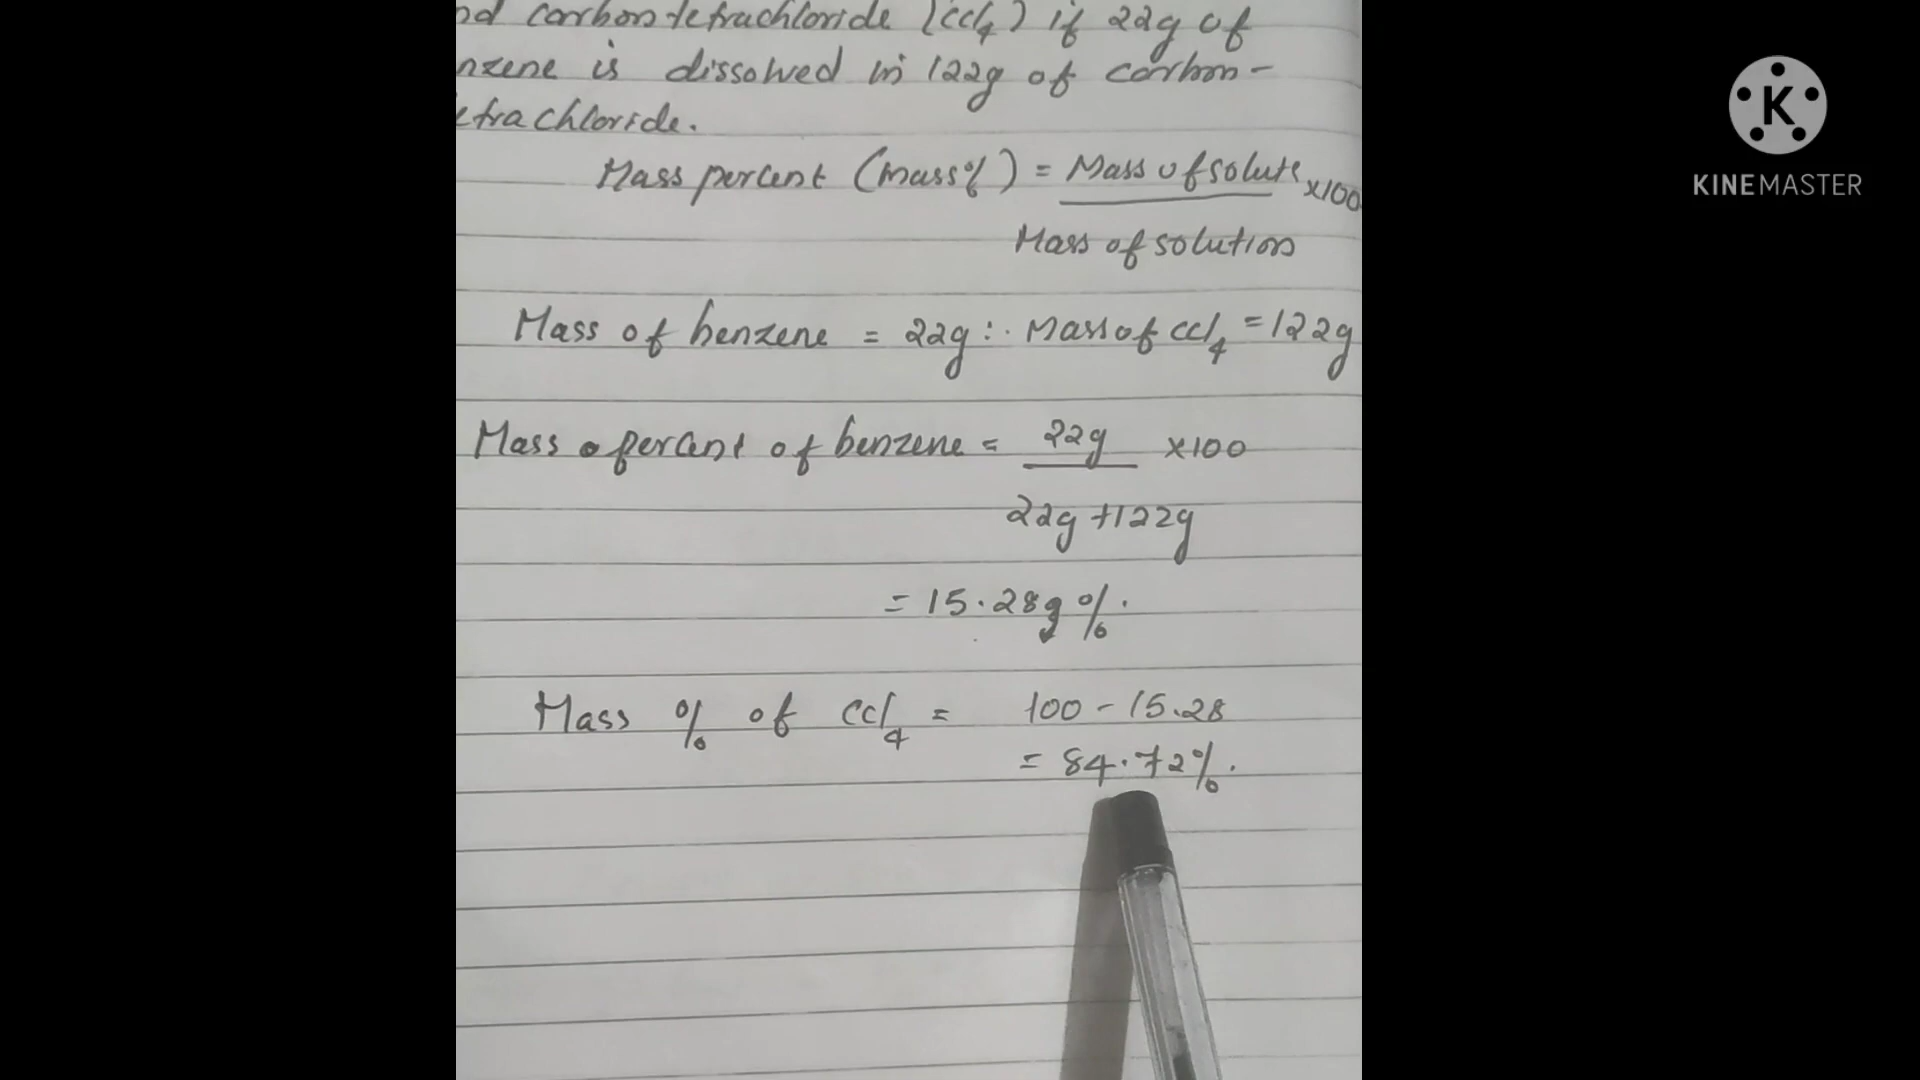 nd carbontetrachloride (CCl4) if 22g of
nzene is dissolved in 122g of carbon-
etrachloride.
Mass percent (mass%) = Mass of solute x100
Mass of solution
Mass of benzene = 22g ∴ Mass of CCl4 = 122g
Mass percent of benzene = 22g x100
22g +122g
= 15.28g %.
Mass % of CCl4 = 100 - 15.28
= 84.72%.
K
KINEMASTER